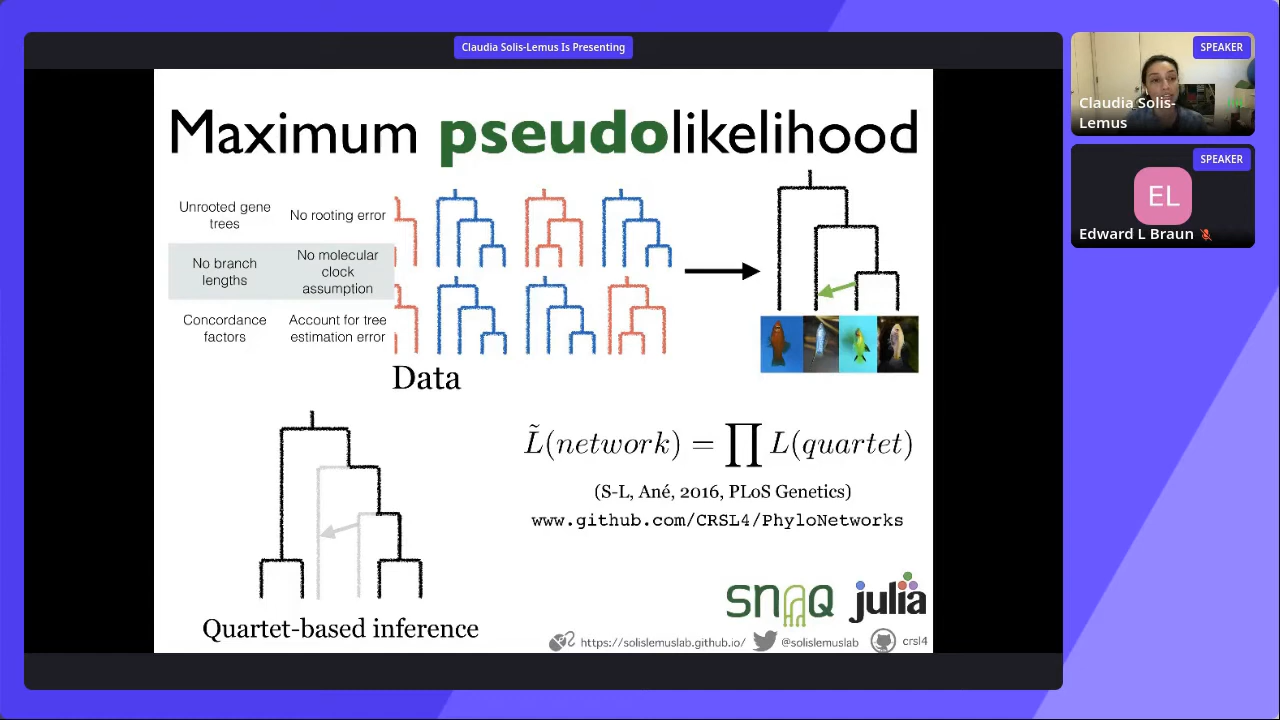 Claudia Solis-Lemus Is Presenting
SPEAKER
Claudia Solis-
Lemus
SPEAKER
EL
Edward L Braun
Maximum pseudolikelihood
Unrooted gene
trees
No rooting error
No branch
lengths
No molecular
clock
assumption
Concordance
factors
Account for tree
estimation error
Data
L̃(network) = ∏ L(quartet)
(S-L, Ané, 2016, PLoS Genetics)
www.github.com/CRSL4/PhyloNetworks
Quartet-based inference
snaQ
julia
https://solislemuslab.github.io/
@solislemuslab
crsl4